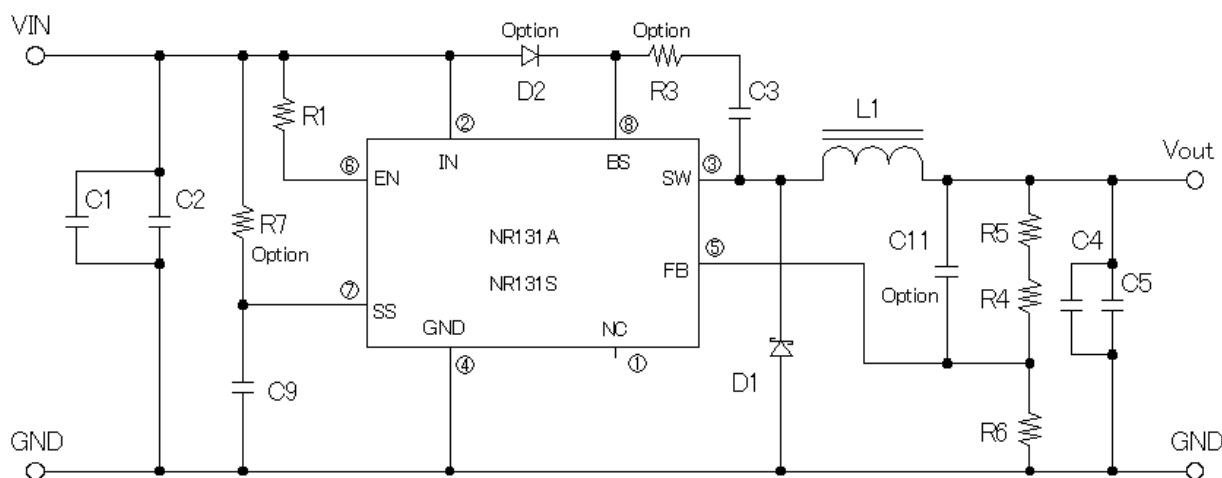 VIN
Option
Option
D2
R3
C3
L1
R1
②
⑧
③
⑥
IN
BS
SW
EN
Vout
C1
C2
R7
Option
NR131A
NR131S
⑤
FB
C11
Option
R5
R4
C4
C5
⑦
SS
GND
NC
④
①
D1
C9
R6
GND
GND